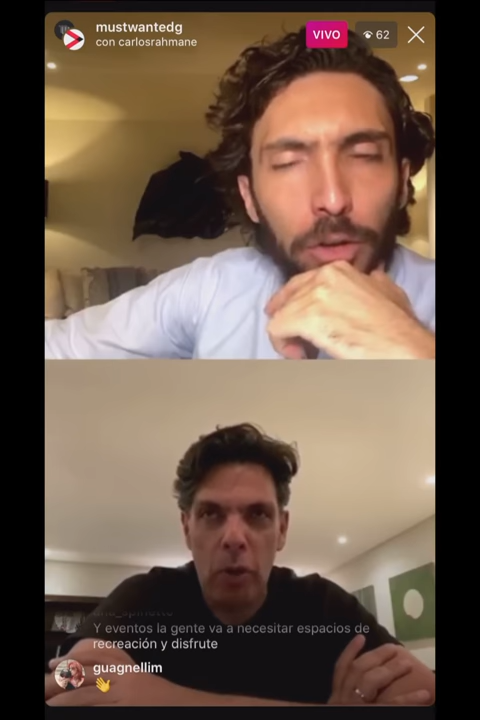 mustwantedg
con carlosrahmane
VIVO
62
Y eventos la gente va a necesitar espacios de
recreación y disfrute
guagnellim
👋